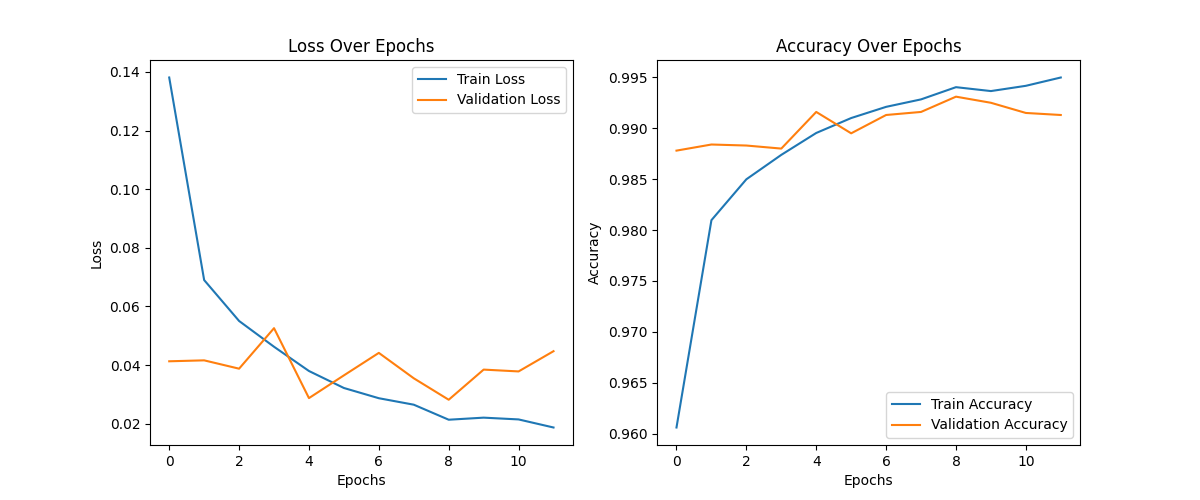 Loss Over Epochs
0.14
0.12
0.10
0.08
0.06
0.04
0.02
Loss
Train Loss
Validation Loss
0 2 4 6 8 10
Epochs
Accuracy Over Epochs
0.995
0.990
0.985
0.980
0.975
0.970
0.965
0.960
Accuracy
Train Accuracy
Validation Accuracy
0 2 4 6 8 10
Epochs